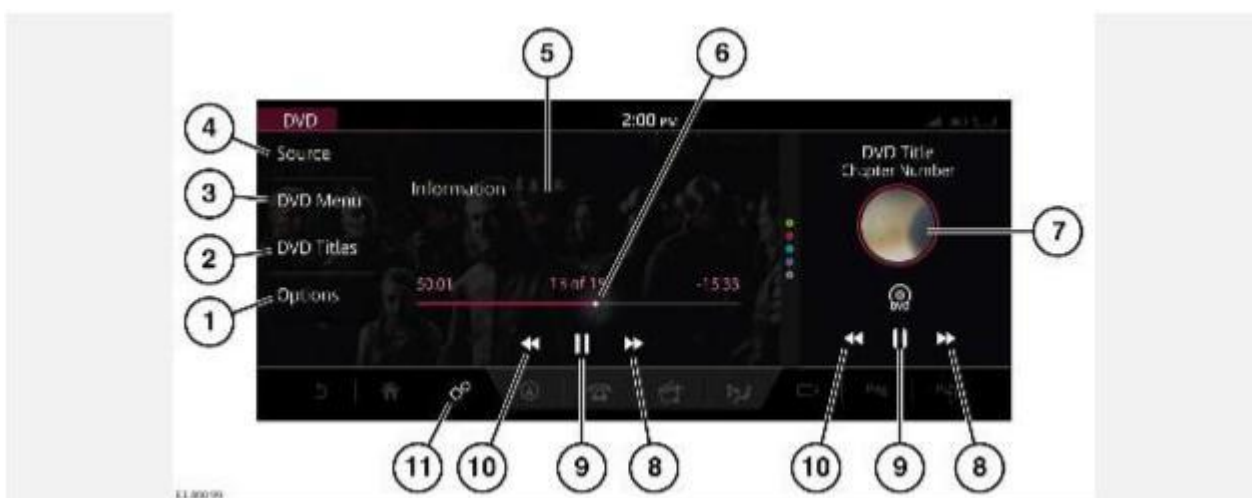 5
6
4
DVD
2:00 PM
Source
DVD Title
Chapter Number
3
DVD Menu
Information
7
2
DVD Titles
50:01
-15:33
1
Options
DVD
11
10
9
8
10
9
8